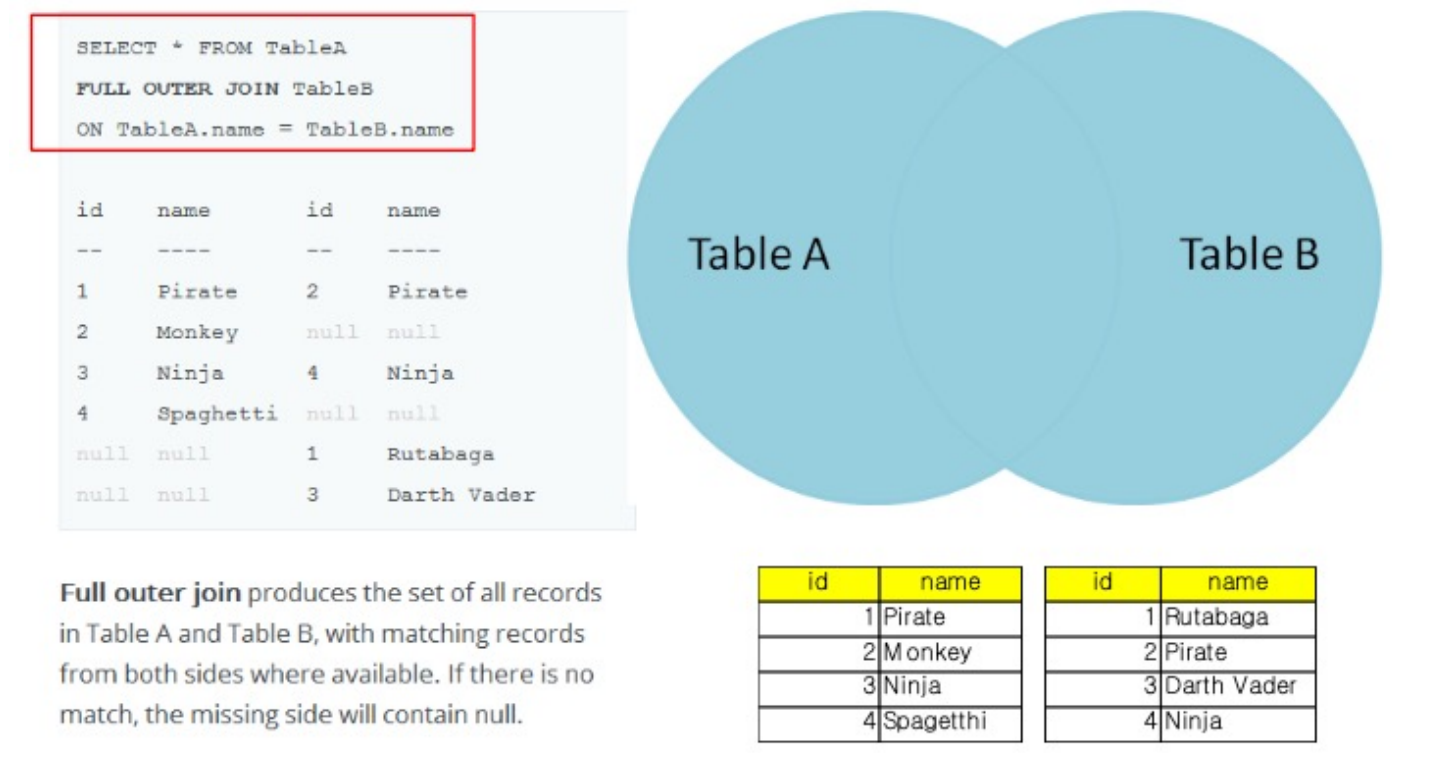 SELECT * FROM TableA
FULL OUTER JOIN TableB
ON TableA.name = TableB.name
id name id name
-- ---- -- ----
1 Pirate 2 Pirate
2 Monkey null null
3 Ninja 4 Ninja
4 Spaghetti null null
null null 1 Rutabaga
null null 3 Darth Vader
Table A
Table B
Full outer join produces the set of all records
in Table A and Table B, with matching records
from both sides where available. If there is no
match, the missing side will contain null.
id name id name
1 Pirate 1 Rutabaga
2 Monkey 2 Pirate
3 Ninja 3 Darth Vader
4 Spagetthi 4 Ninja